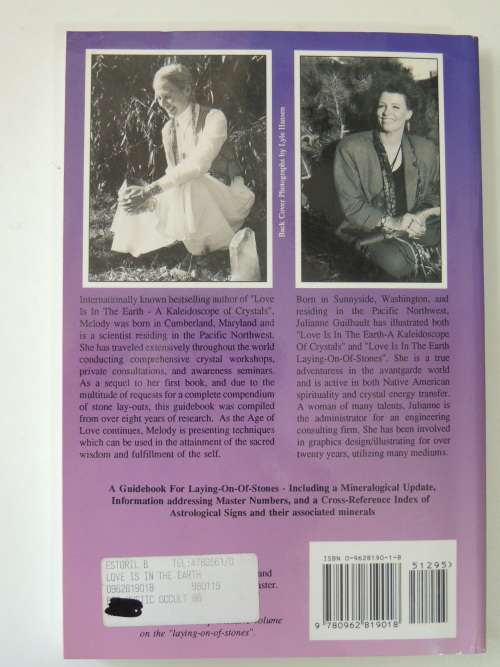 Back Cover Photographs by Lyle Hansen
Internationally known bestselling author of "Love
Is In The Earth - A Kaleidoscope of Crystals",
Melody was born in Cumberland, Maryland and
is a scientist residing in the Pacific Northwest.
She has traveled extensively throughout the world
conducting comprehensive crystal workshops,
private consultations, and awareness seminars.
As a sequel to her first book, and due to the
multitude of requests for a complete compendium
of stone lay-outs, this guidebook was compiled
from over eight years of research. As the Age of
Love continues, Melody is presenting techniques
which can be used in the attainment of the sacred
wisdom and fulfillment of the self.
Born in Sunnyside, Washington, and
residing in the Pacific Northwest,
Julianne Guilbault has illustrated both
"Love Is In The Earth-A Kaleidoscope
Of Crystals" and "Love Is In The Earth
Laying-On-Of-Stones". She is a true
adventuress in the avantgarde world
and is active in both Native American
spirituality and crystal energy transfer.
A woman of many talents, Julianne is
the administrator for an engineering
consulting firm. She has been involved
in graphics design/illustrating for over
twenty years, utilizing many mediums.
A Guidebook For Laying-On-Of-Stones - Including a Mineralogical Update,
Information addressing Master Numbers, and a Cross-Reference Index of
Astrological Signs and their associated minerals
ESTORIL B TEL:4780561/0
LOVE IS IN THE EARTH
0962819018 980119
OCCULT
and
aster.
volume
on the "laying-on-of-stones".
ISBN 0-9628190-1-8
51295>
9 780962 819018